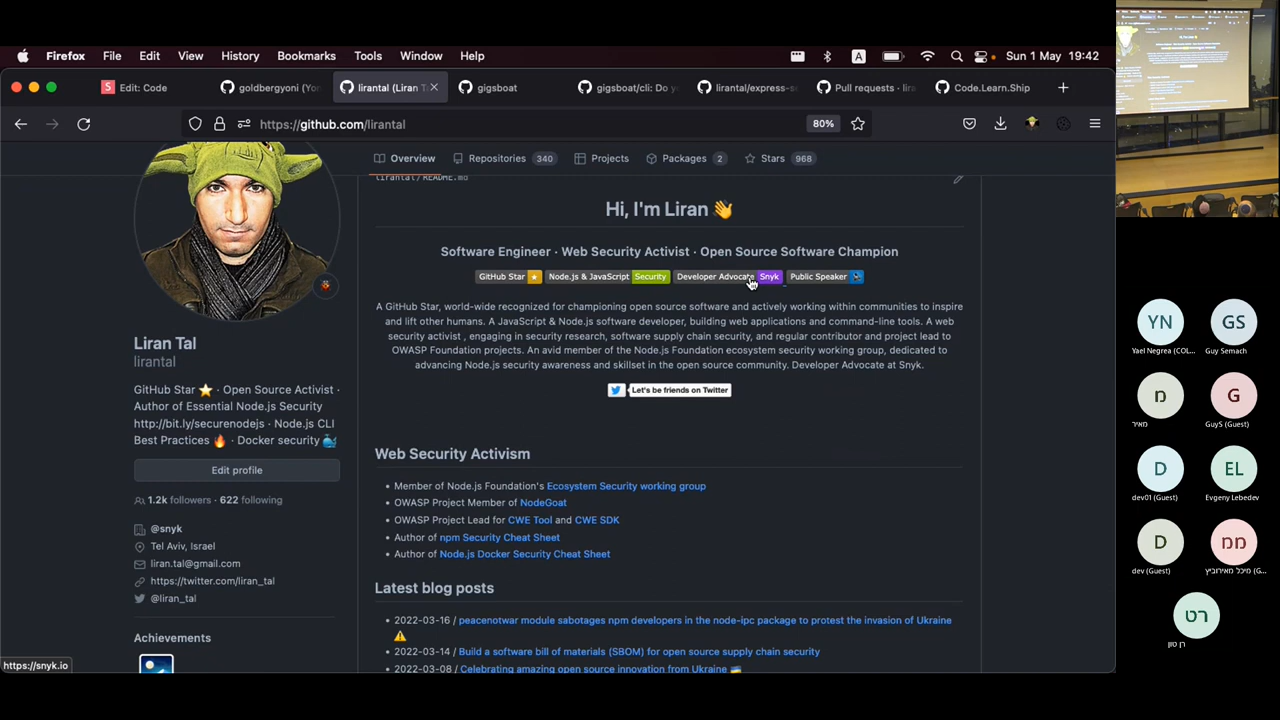 Firefox File Edit View History Tools Window A Sun 1 May 19:42
S Edit: Code
lirantal (Liran
gigsboat
Pull requests - lir
Code.Learn.Ship
https://github.com/lirantal
80%
Overview Repositories 340 Projects Packages 2 Stars 968
lirantal/README.md
Hi, I'm Liran 👋
Software Engineer · Web Security Activist · Open Source Software Champion
GitHub Star ★ Node.js & JavaScript Security Developer Advocate Snyk Public Speaker
A GitHub Star, world-wide recognized for championing open source software and actively working within communities to inspire
and lift other humans. A JavaScript & Node.js software developer, building web applications and command-line tools. A web
security activist , engaging in security research, software supply chain security, and regular contributor and project lead to
OWASP Foundation projects. An avid member of the Node.js Foundation ecosystem security working group, dedicated to
advancing Node.js security awareness and skillset in the open source community. Developer Advocate at Snyk.
Let's be friends on Twitter
Liran Tal
lirantal
GitHub Star ⭐ · Open Source Activist ·
Author of Essential Node.js Security
http://bit.ly/securenodejs · Node.js CLI
Best Practices 🔥 · Docker security 🐳
Edit profile
1.2k followers · 622 following
@snyk
Tel Aviv, Israel
liran.tal@gmail.com
https://twitter.com/liran_tal
@liran_tal
Achievements
Web Security Activism
• Member of Node.js Foundation's Ecosystem Security working group
• OWASP Project Member of NodeGoat
• OWASP Project Lead for CWE Tool and CWE SDK
• Author of npm Security Cheat Sheet
• Author of Node.js Docker Security Cheat Sheet
Latest blog posts
• 2022-03-16 / peacenotwar module sabotages npm developers in the node-ipc package to protest the invasion of Ukraine
⚠️
• 2022-03-14 / Build a software bill of materials (SBOM) for open source supply chain security
• 2022-03-08 / Celebrating amazing open source innovation from Ukraine 🇺🇦
https://snyk.io
YN GS
Yael Negrea (COL... Guy Semach
מ G
מאיר GuyS (Guest)
D EL
dev01 (Guest) Evgeny Lebedev
D ממ
dev (Guest) מיכל מאירוביץ (G...
רט
רן טון